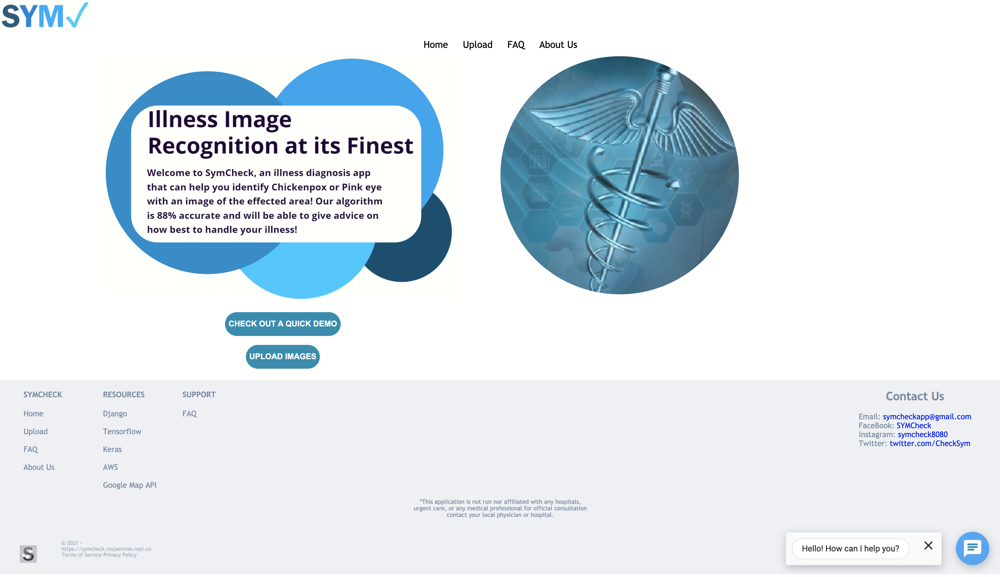 SYM
Home
Upload
FAQ
About Us
Illness Image
Recognition at its Finest
Welcome to SymCheck, an illness diagnosis app
that can help you identify Chickenpox or Pink eye
with an image of the effected area! Our algorithm
is 88% accurate and will be able to give advice on
how best to handle your illness!
CHECK OUT A QUICK DEMO
UPLOAD IMAGES
SYMCHECK
Home
Upload
FAQ
About Us
RESOURCES
Django
Tensorflow
Keras
AWS
Google Map API
SUPPORT
FAQ
Contact Us
Email: symcheckapp@gmail.com
FaceBook: SYMCheck
Instagram: symcheck8080
Twitter: twitter.com/CheckSym
*This application is not run nor affiliated with any hospitals,
urgent care, or any medical professional for official consultation
contact your local physician or hospital.
S
© 2021 -
https://symcheck.msjasmine.repl.co
Terms of Service Privacy Policy
Hello! How can I help you?